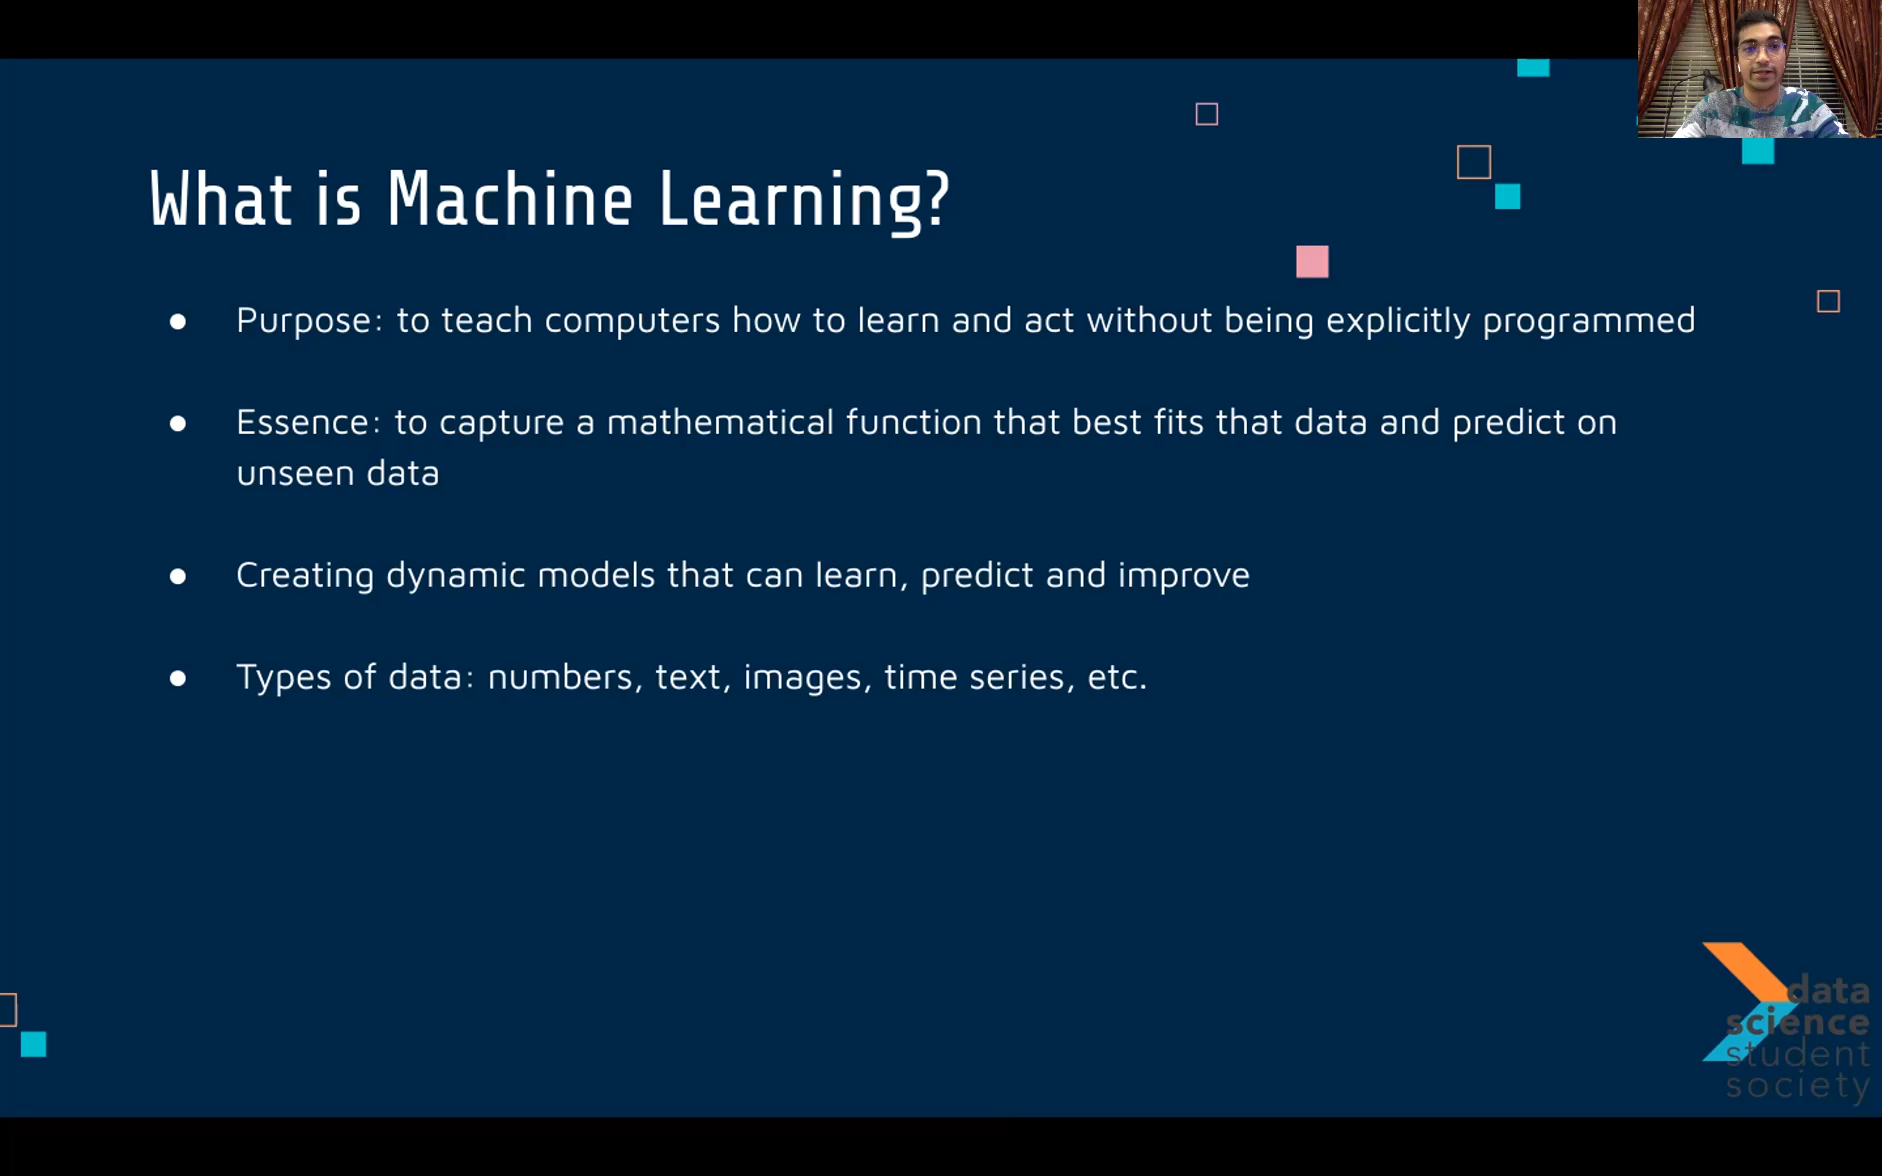 What is Machine Learning?
● Purpose: to teach computers how to learn and act without being explicitly programmed
● Essence: to capture a mathematical function that best fits that data and predict on
unseen data
● Creating dynamic models that can learn, predict and improve
● Types of data: numbers, text, images, time series, etc.
data
science
student
society